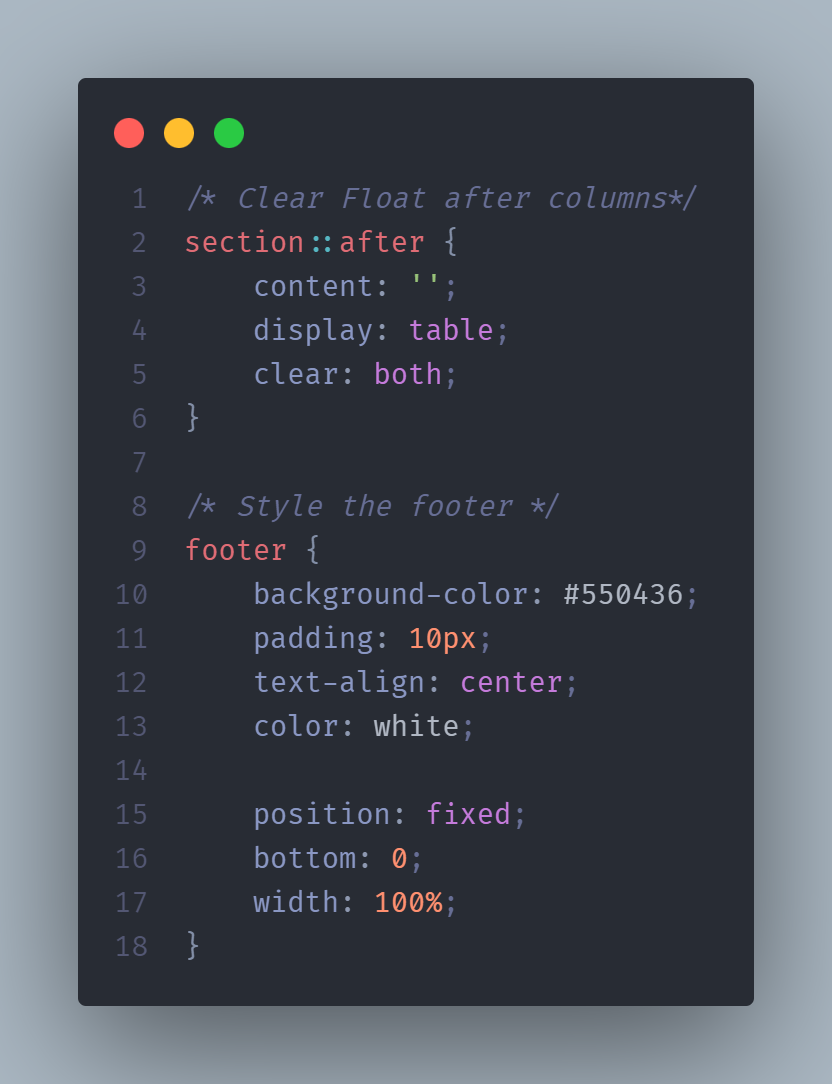 1 /* Clear Float after columns*/
2 section::after {
3     content: '';
4     display: table;
5     clear: both;
6 }
7
8 /* Style the footer */
9 footer {
10     background-color: #550436;
11     padding: 10px;
12     text-align: center;
13     color: white;
14
15     position: fixed;
16     bottom: 0;
17     width: 100%;
18 }